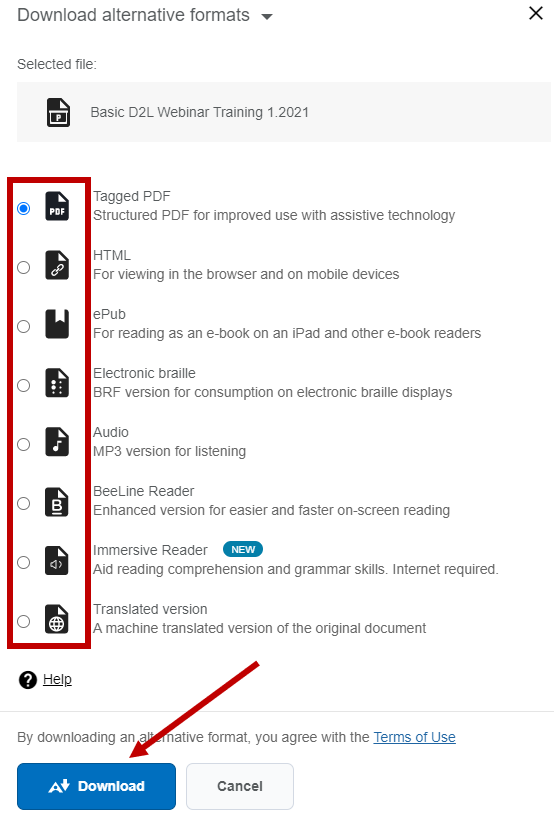 Download alternative formats
Selected file:
P
Basic D2L Webinar Training 1.2021
Tagged PDF
PDF
Structured PDF for improved use with assistive technology
HTML
For viewing in the browser and on mobile devices
ePub
For reading as an e-book on an iPad and other e-book readers
Electronic braille
BRF version for consumption on electronic braille displays
Audio
MP3 version for listening
BeeLine Reader
B
Enhanced version for easier and faster on-screen reading
Immersive Reader NEW
Aid reading comprehension and grammar skills. Internet required.
Translated version
A machine translated version of the original document
? Help
By downloading an alternative format, you agree with the Terms of Use
Download Cancel